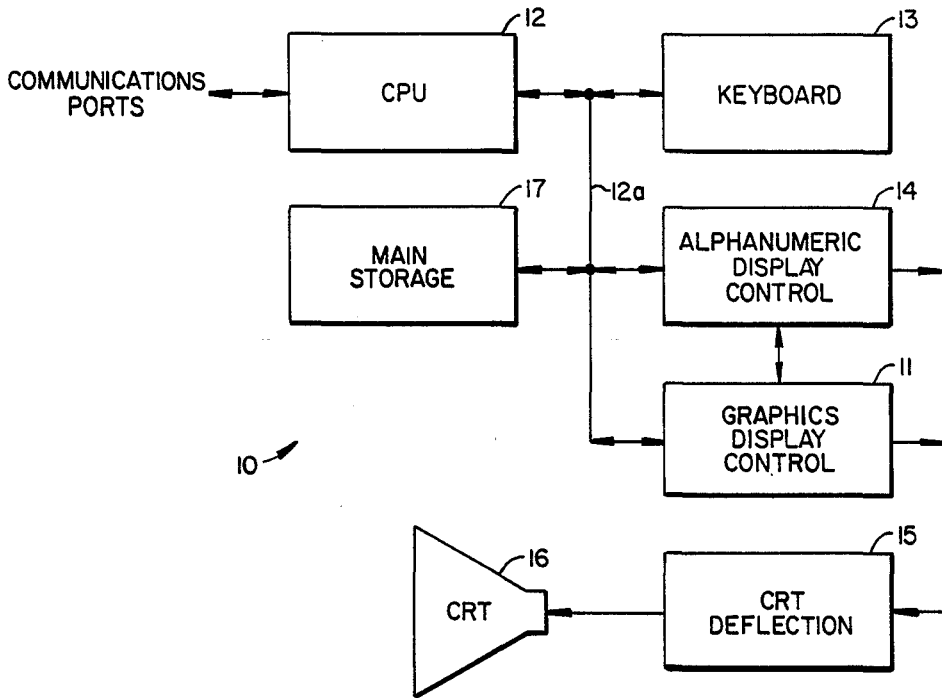 12
13
COMMUNICATIONS
PORTS
CPU
KEYBOARD
12a
17
14
MAIN
STORAGE
ALPHANUMERIC
DISPLAY
CONTROL
11
GRAPHICS
DISPLAY
CONTROL
10
16
15
CRT
CRT
DEFLECTION